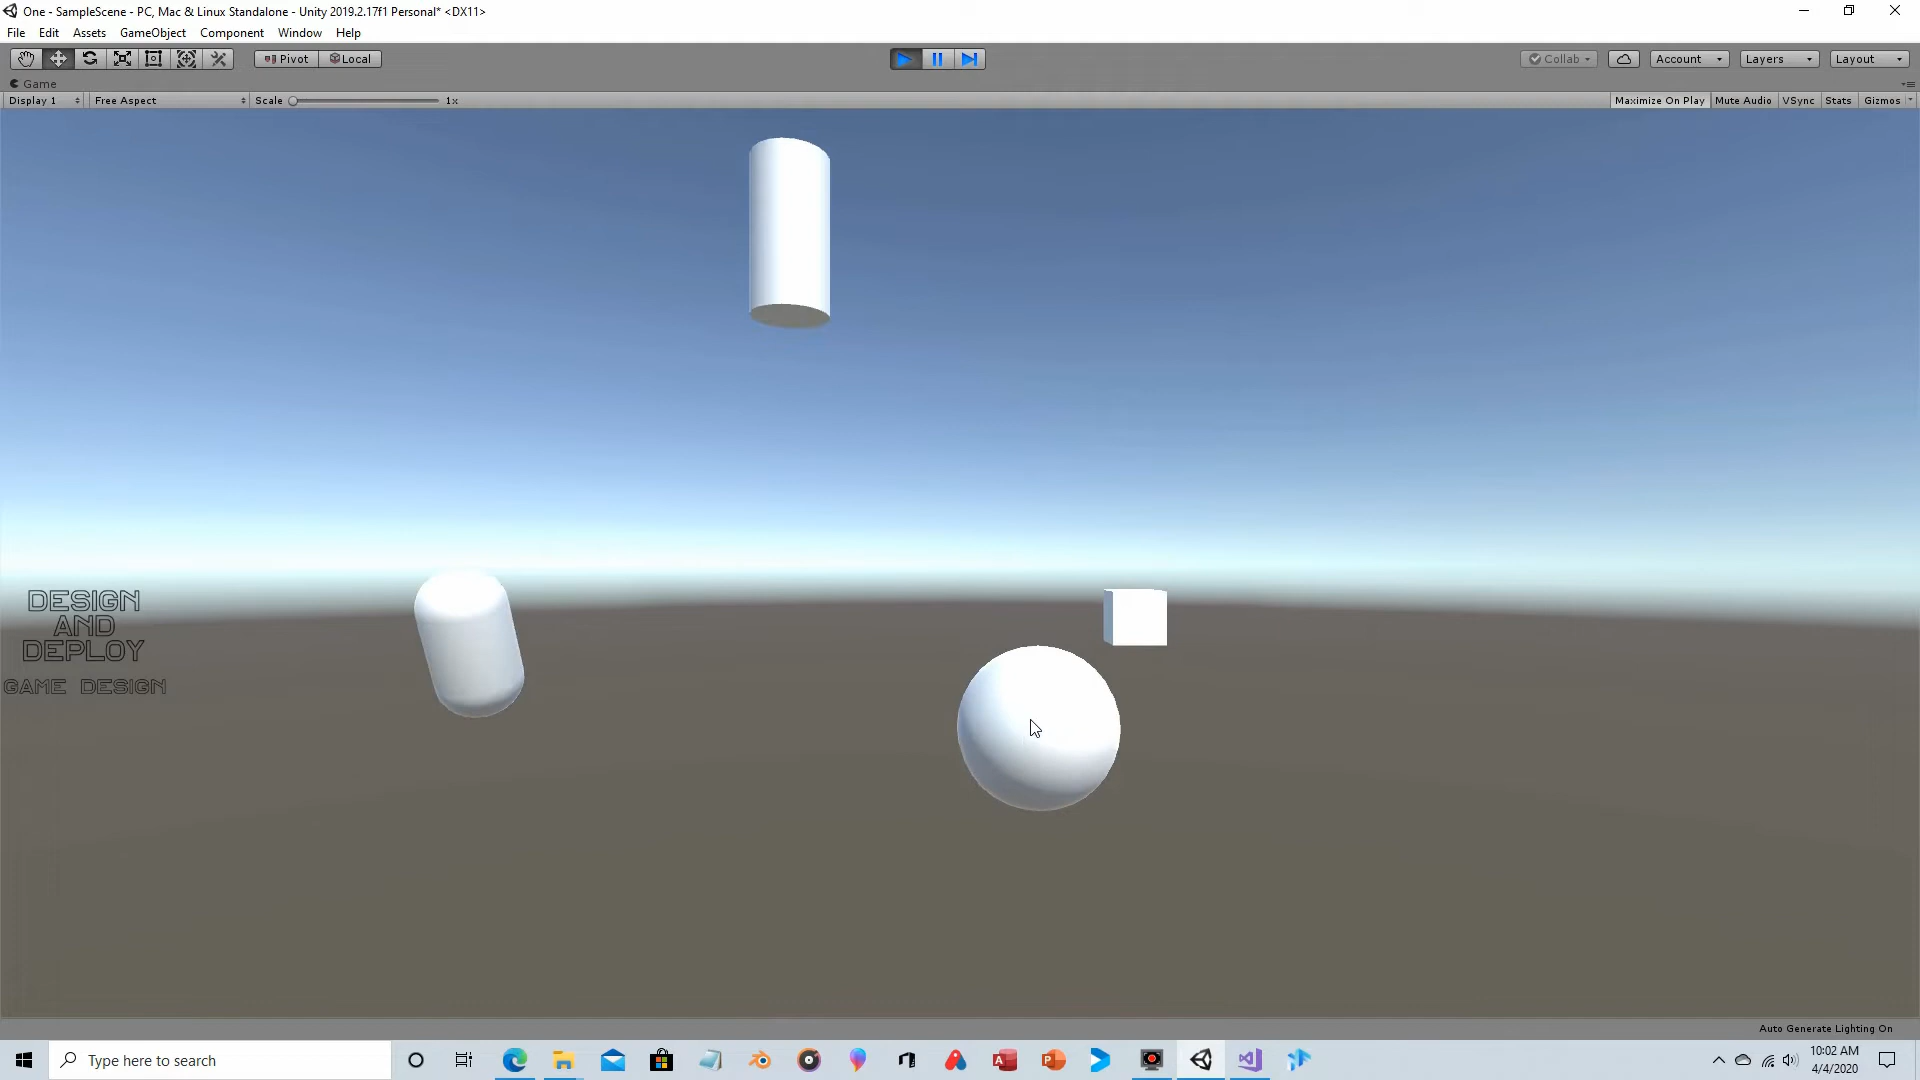 One - SampleScene - PC, Mac & Linux Standalone - Unity 2019.2.17f1 Personal* <DX11>
File Edit Assets GameObject Component Window Help
Pivot Local Collab Account Layers Layout
Game
Display 1 Free Aspect Scale 1x Maximize On Play Mute Audio VSync Stats Gizmos
DESIGN
AND
DEPLOY
GAME DESIGN
Auto Generate Lighting On
Type here to search
10:02 AM
4/4/2020